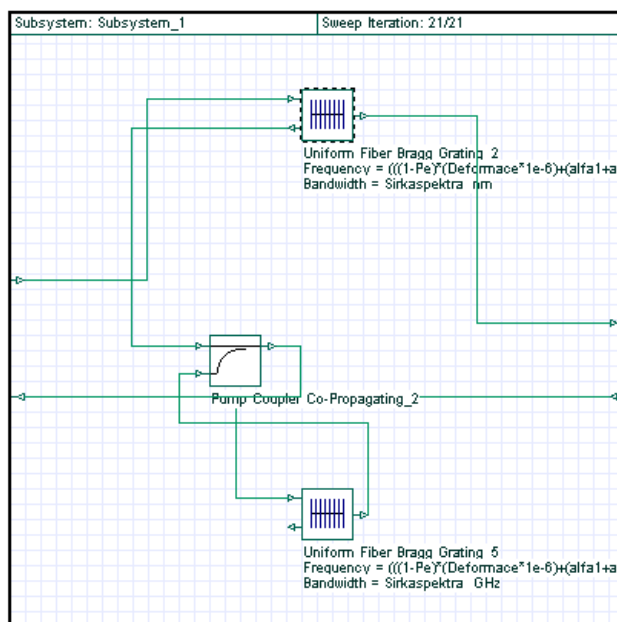 Subsystem: Subsystem_1
Sweep Iteration: 21/21
Uniform Fiber Bragg Grating_2
Frequency = (((1-Pe)*(Deformace*1e-6)+(alfa1+a
Bandwidth = Sirkaspektra nm
Pump Coupler Co-Propagating_2
Uniform Fiber Bragg Grating_5
Frequency = (((1-Pe)*(Deformace*1e-6)+(alfa1+a
Bandwidth = Sirkaspektra GHz